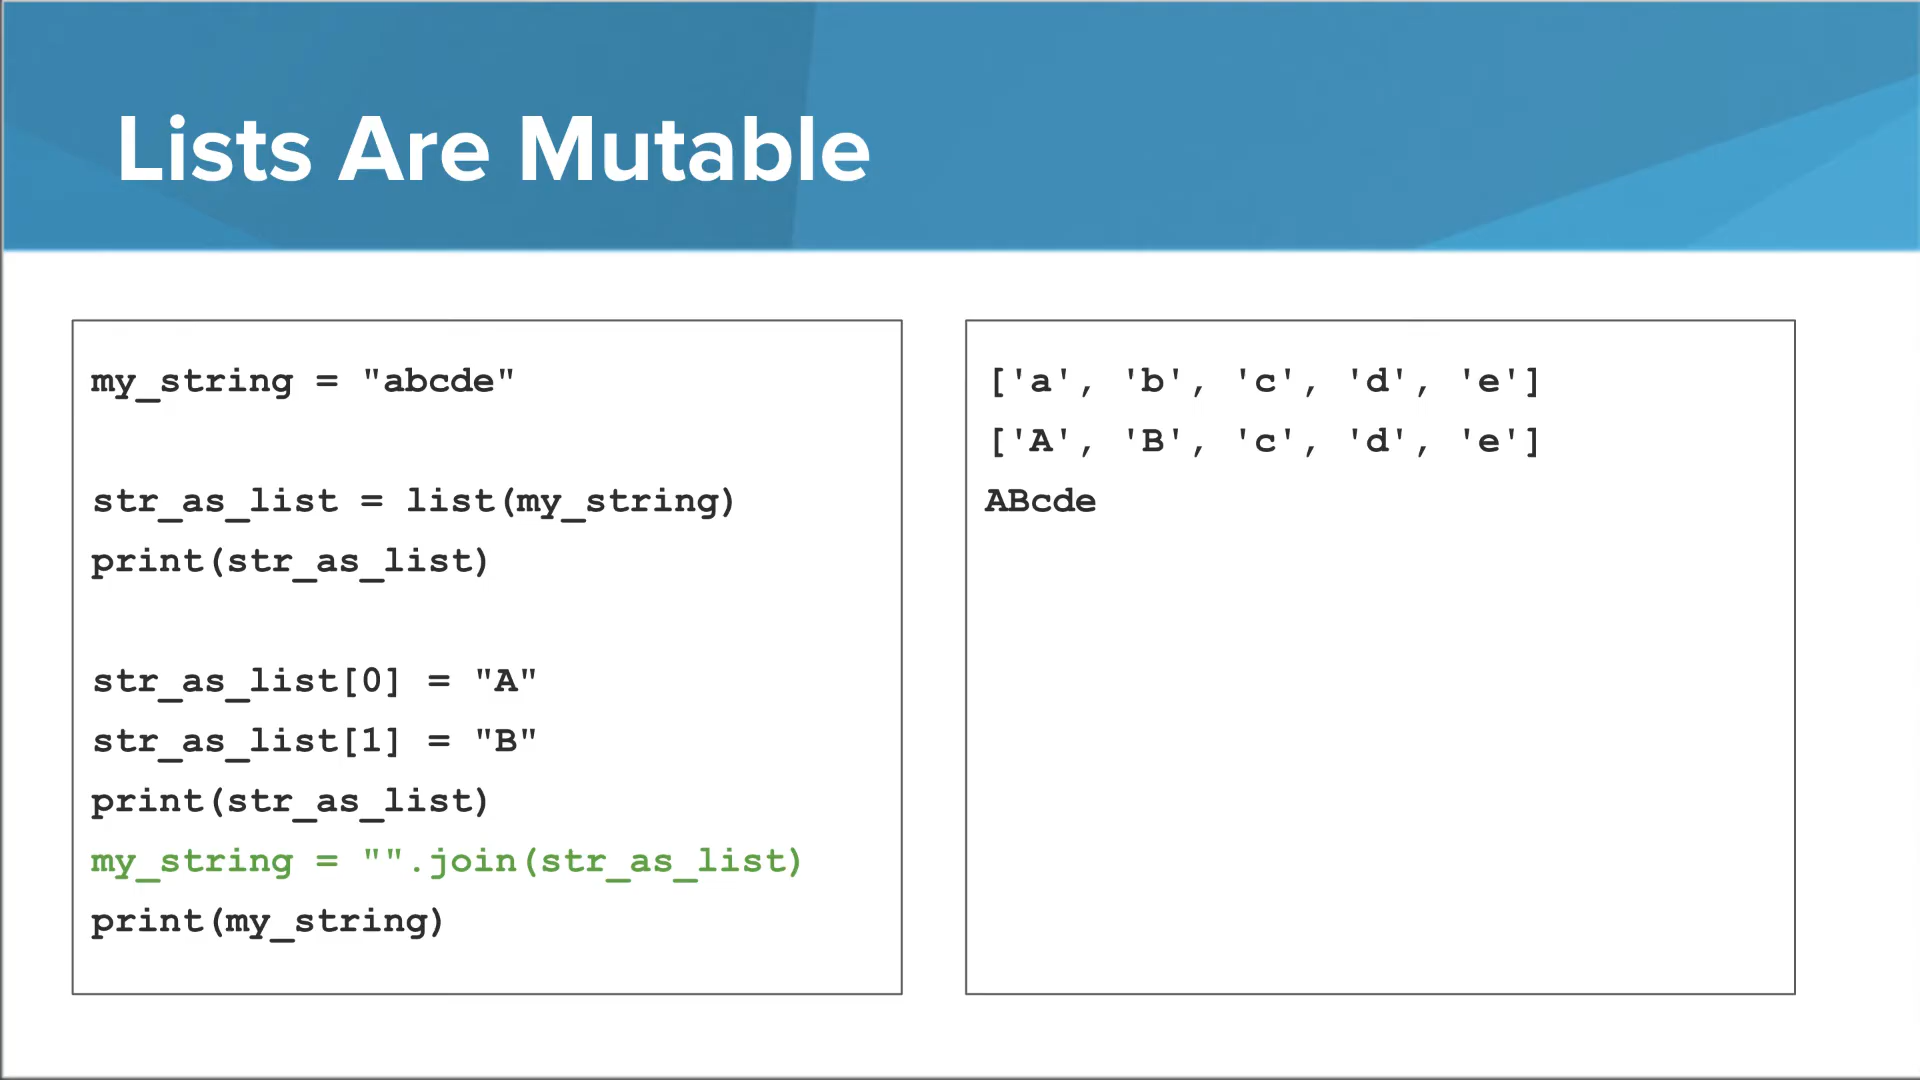 Lists Are Mutable
my_string = "abcde"
str_as_list = list(my_string)
print(str_as_list)
str_as_list[0] = "A"
str_as_list[1] = "B"
print(str_as_list)
my_string = "".join(str_as_list)
print(my_string)
['a', 'b', 'c', 'd', 'e']
['A', 'B', 'c', 'd', 'e']
ABcde